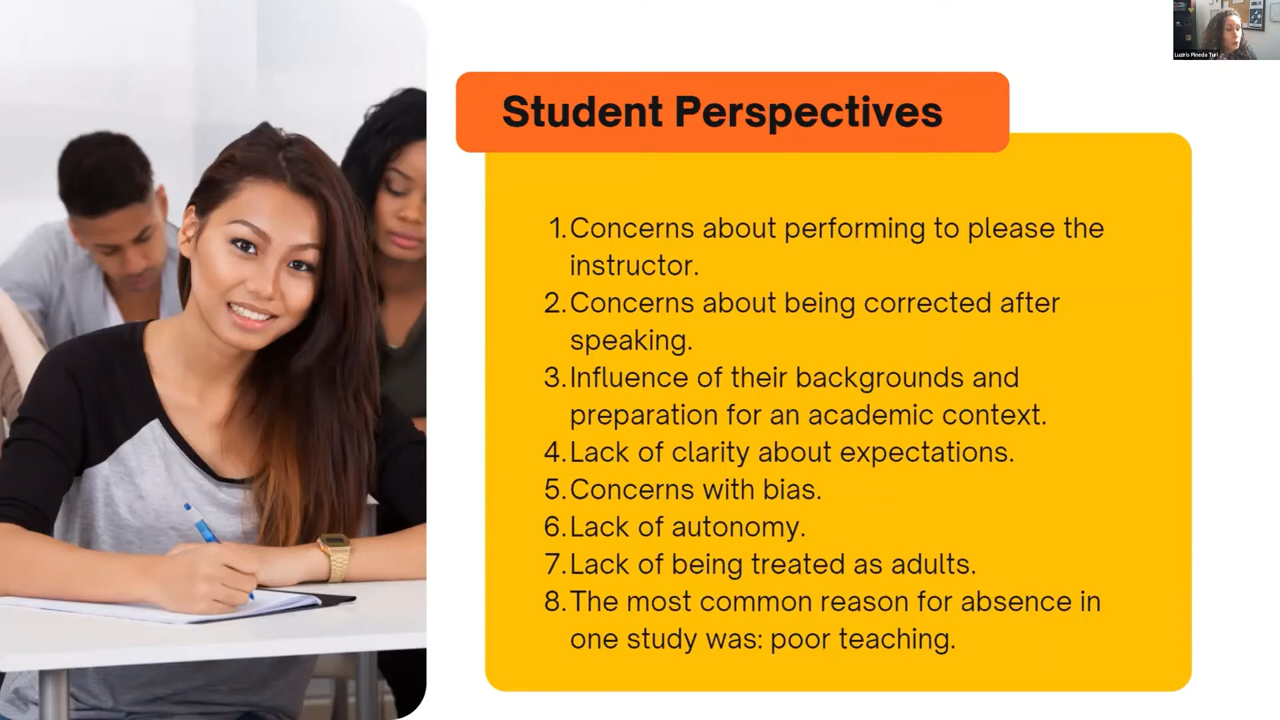 Luziris Pineda Turi
Student Perspectives
1. Concerns about performing to please the
instructor.
2. Concerns about being corrected after
speaking.
3. Influence of their backgrounds and
preparation for an academic context.
4. Lack of clarity about expectations.
5. Concerns with bias.
6. Lack of autonomy.
7. Lack of being treated as adults.
8. The most common reason for absence in
one study was: poor teaching.